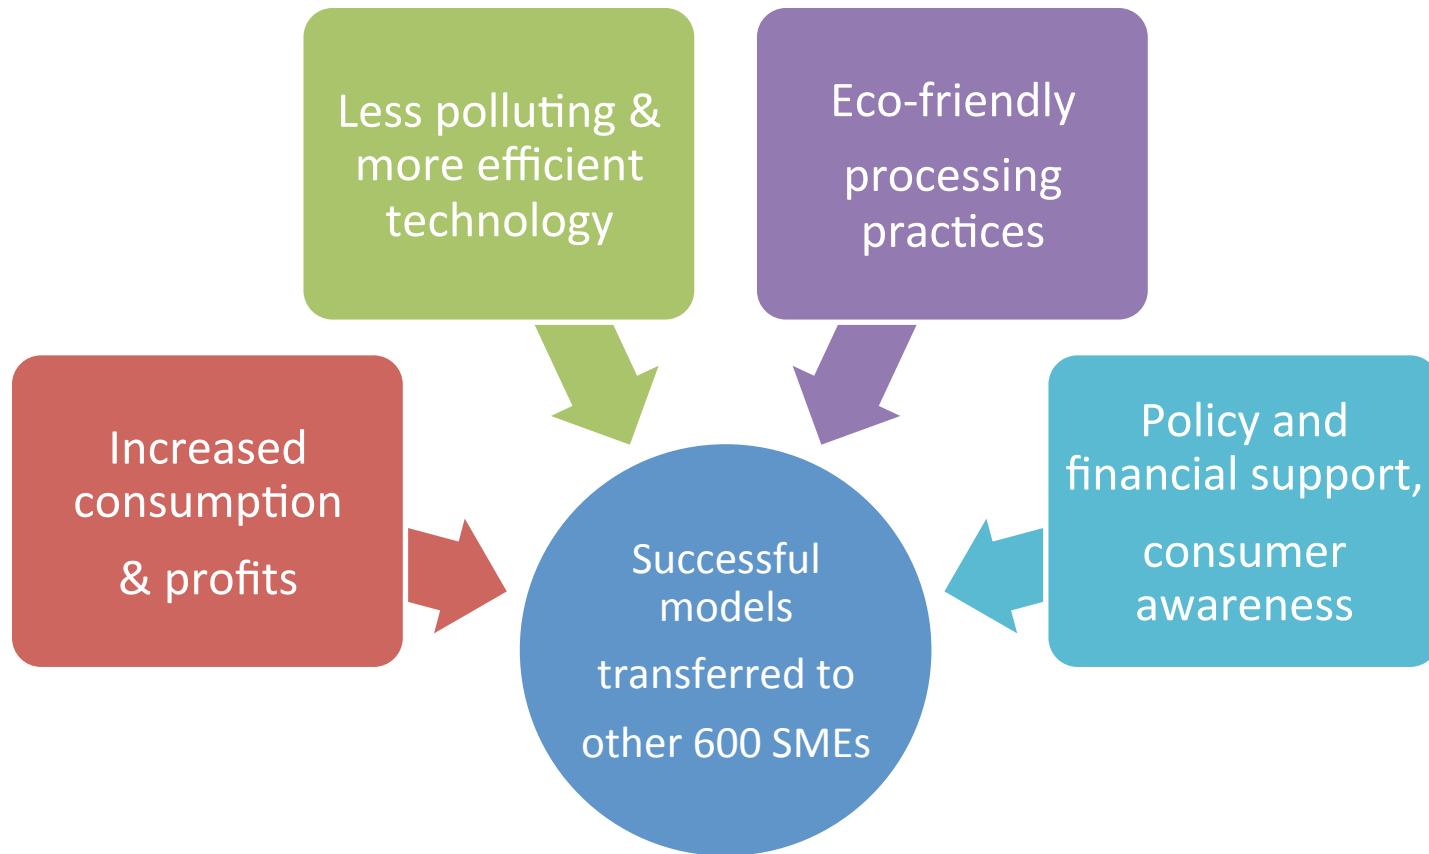 Less polluting &
more efficient
technology
Eco-friendly
processing
practices
Increased
consumption
& profits
Policy and
financial support,
consumer
awareness
Successful
models
transferred to
other 600 SMEs